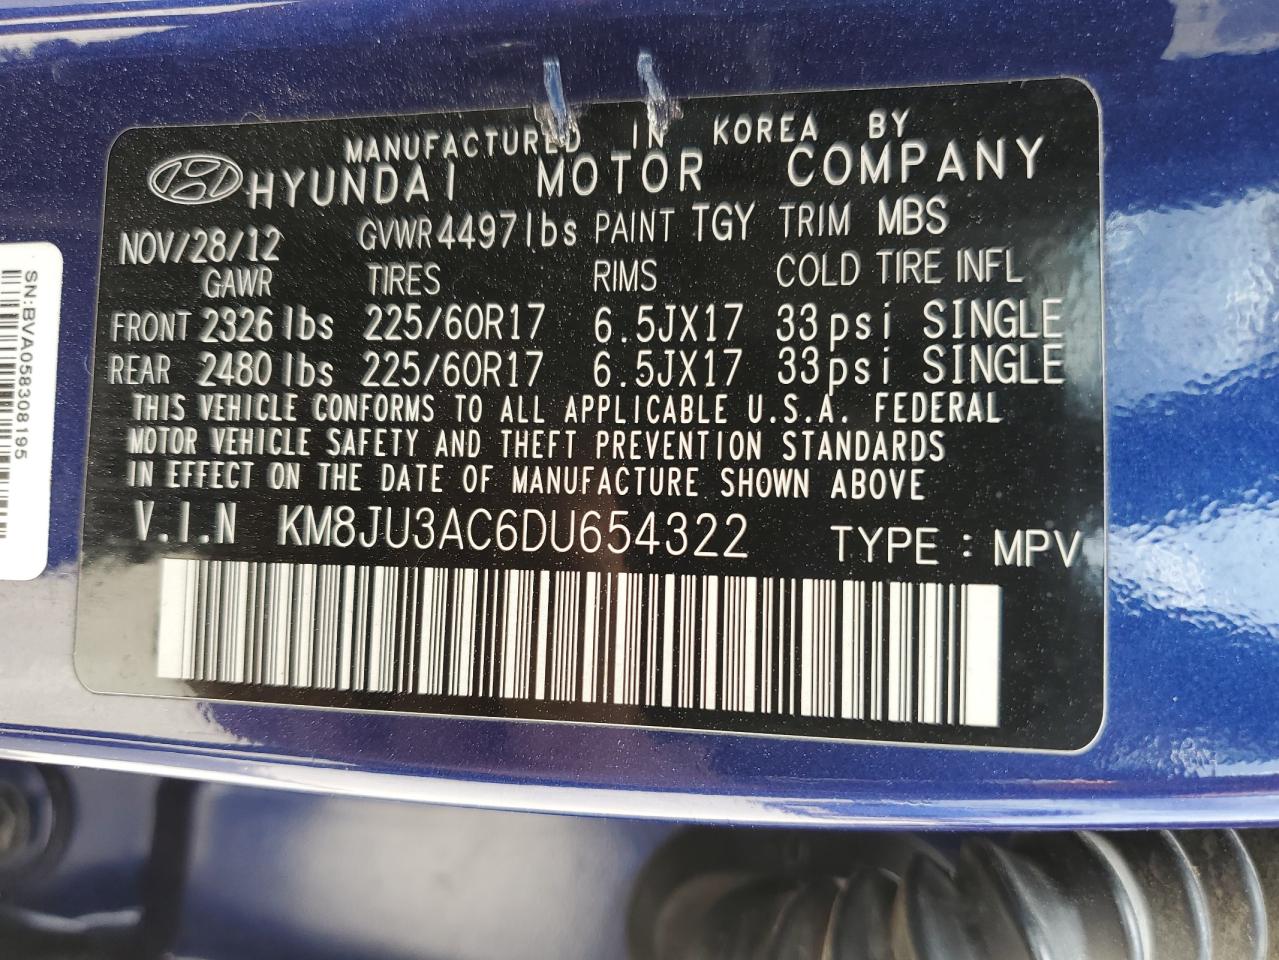 MANUFACTURED IN KOREA BY
HYUNDAI MOTOR COMPANY
NOV/28/12 GVWR 4497lbs PAINT TGY TRIM MBS
GAWR TIRES RIMS COLD TIRE INFL
FRONT 2326 lbs 225/60R17 6.5JX17 33psi SINGLE
REAR 2480 lbs 225/60R17 6.5JX17 33psi SINGLE
THIS VEHICLE CONFORMS TO ALL APPLICABLE U.S.A. FEDERAL
MOTOR VEHICLE SAFETY AND THEFT PREVENTION STANDARDS
IN EFFECT ON THE DATE OF MANUFACTURE SHOWN ABOVE
V.I.N KM8JU3AC6DU654322 TYPE : MPV
SN:BVA058308195